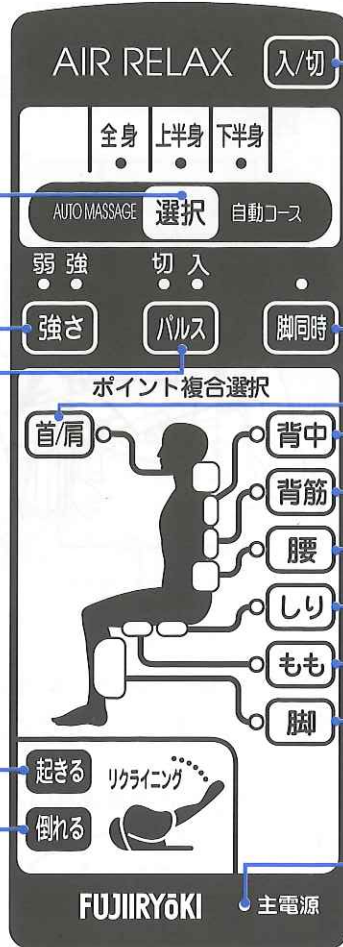 AIR RELAX 入/切
全身 上半身 下半身
AUTO MASSAGE 選択 自動コース
弱 強 切 入
強さ パルス 脚同時
ポイント複合選択
首/肩 背中
背筋
腰
しり
もも
脚
起きる リクライニング
倒れる
FUJIIRYōKI 主電源